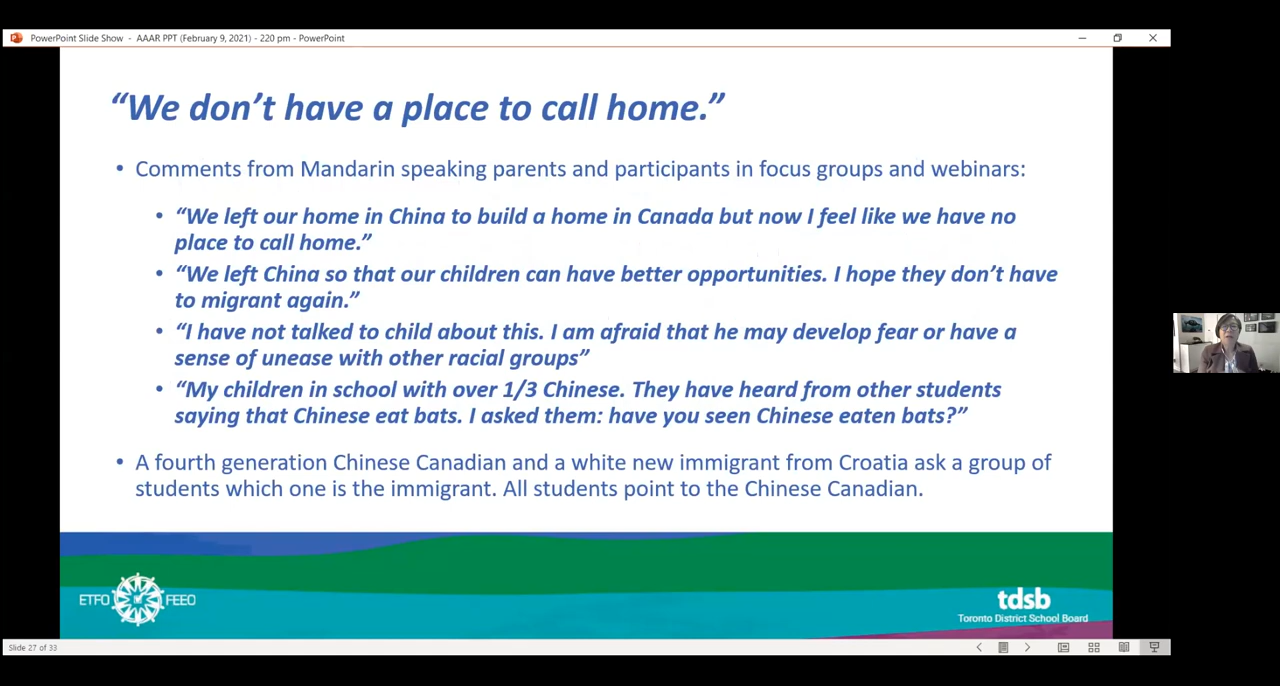 PowerPoint Slide Show - AAAR PPT (February 9, 2021) - 220 pm - PowerPoint
“We don’t have a place to call home.”
• Comments from Mandarin speaking parents and participants in focus groups and webinars:
• “We left our home in China to build a home in Canada but now I feel like we have no
place to call home.”
• “We left China so that our children can have better opportunities. I hope they don’t have
to migrant again.”
• “I have not talked to child about this. I am afraid that he may develop fear or have a
sense of unease with other racial groups”
• “My children in school with over 1/3 Chinese. They have heard from other students
saying that Chinese eat bats. I asked them: have you seen Chinese eaten bats?”
• A fourth generation Chinese Canadian and a white new immigrant from Croatia ask a group of
students which one is the immigrant. All students point to the Chinese Canadian.
ETFO FEEO
tdsb
Toronto District School Board
Slide 27 of 33